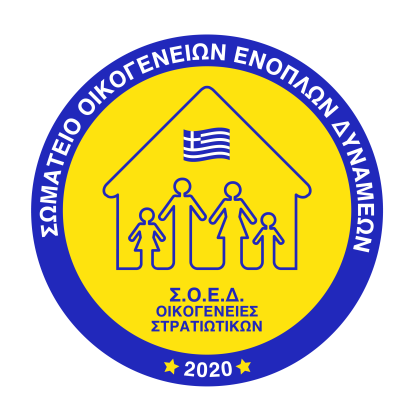 ΣΩΜΑΤΕΙΟ ΟΙΚΟΓΕΝΕΙΩΝ ΕΝΟΠΛΩΝ ΔΥΝΑΜΕΩΝ
Σ.Ο.Ε.Δ.
ΟΙΚΟΓΕΝΕΙΕΣ
ΣΤΡΑΤΙΩΤΙΚΩΝ
2020